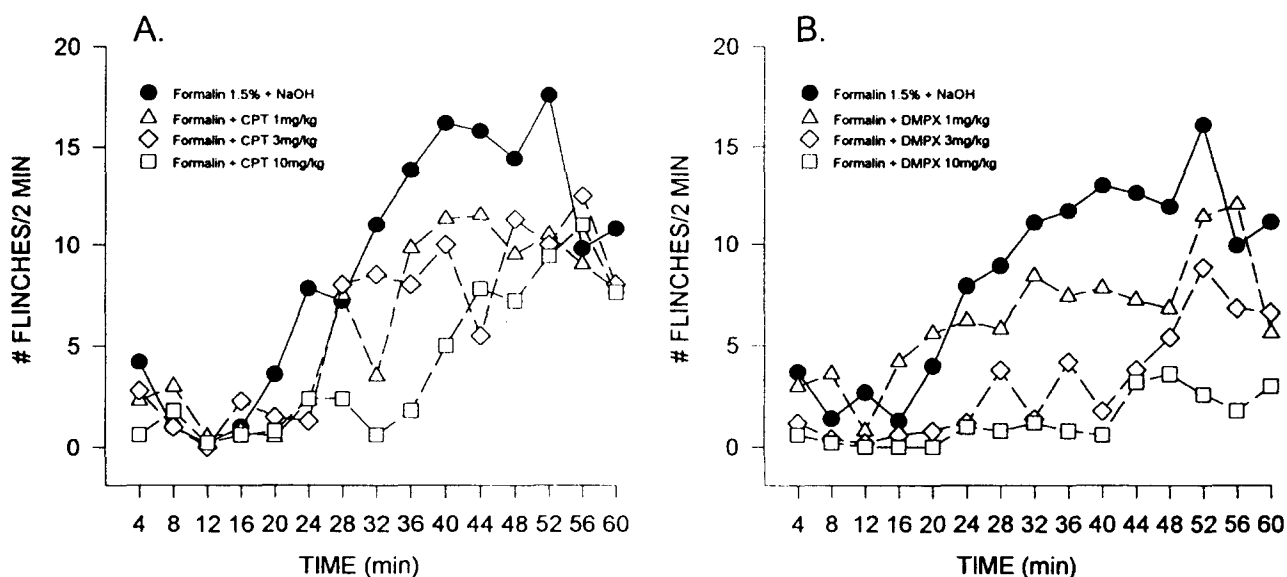 A.
# FLINCHES/2 MIN
20
15
10
5
0
Formalin 1.5% + NaOH
Formalin + CPT 1mg/kg
Formalin + CPT 3mg/kg
Formalin + CPT 10mg/kg
4 8 12 16 20 24 28 32 36 40 44 48 52 56 60
TIME (min)
B.
# FLINCHES/2 MIN
20
15
10
5
0
Formalin 1.5% + NaOH
Formalin + DMPX 1mg/kg
Formalin + DMPX 3mg/kg
Formalin + DMPX 10mg/kg
4 8 12 16 20 24 28 32 36 40 44 48 52 56 60
TIME (min)